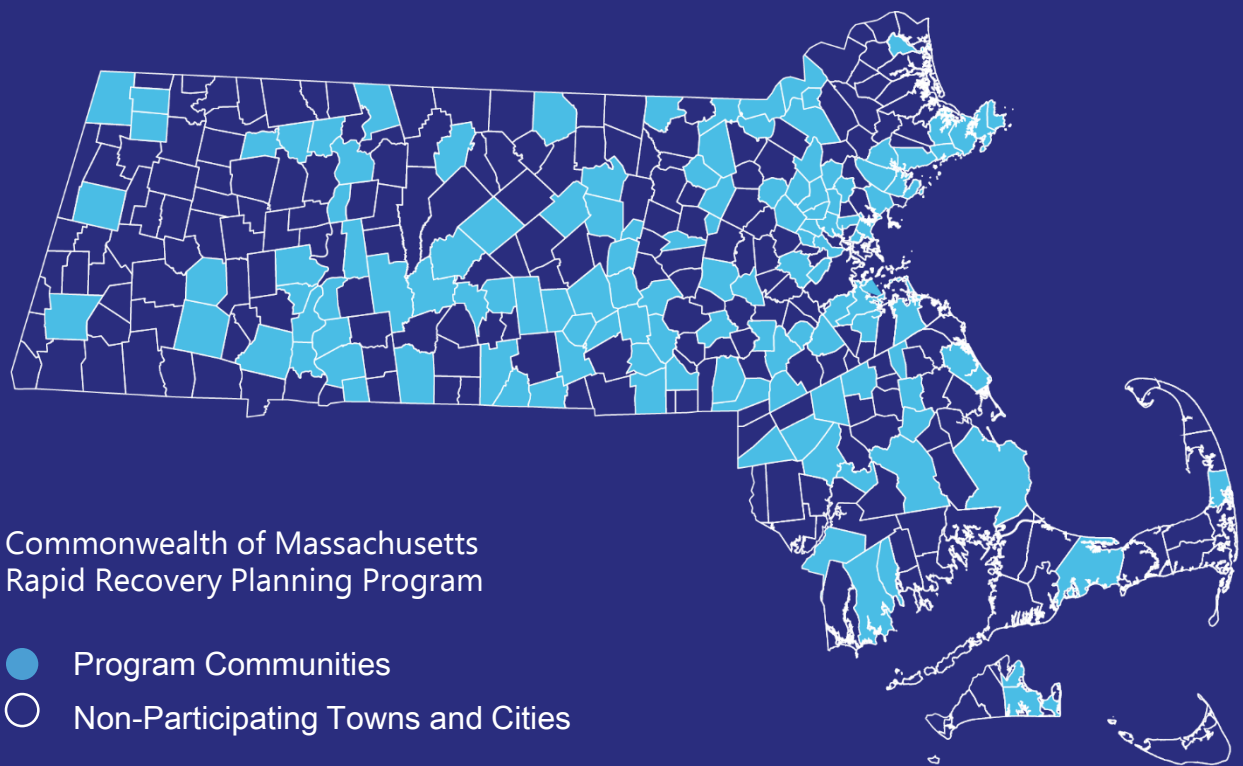 Commonwealth of Massachusetts
Rapid Recovery Planning Program
Program Communities
Non-Participating Towns and Cities